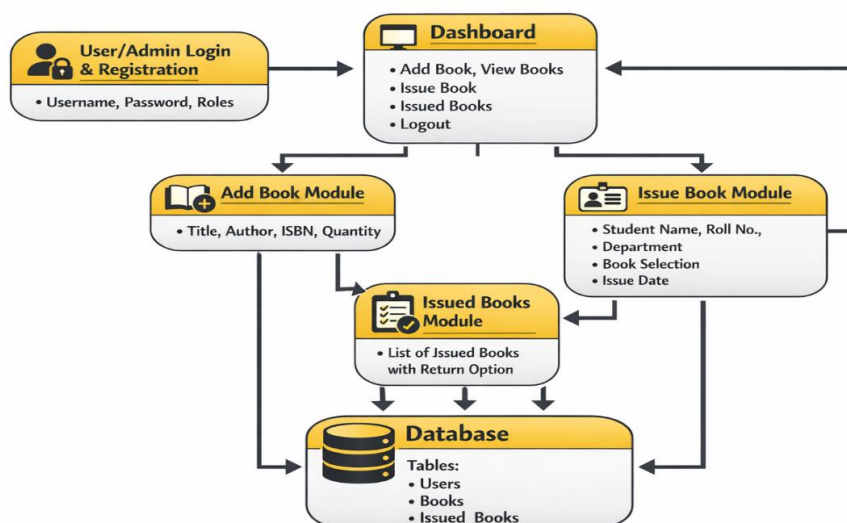 User/Admin Login
& Registration
• Username, Password, Roles
Dashboard
• Add Book, View Books
• Issue Book
• Issued Books
• Logout
Add Book Module
• Title, Author, ISBN, Quantity
Issue Book Module
• Student Name, Roll No.,
• Department
• Book Selection
• Issue Date
Issued Books
Module
• List of Jssued Books
with Return Option
Database
Tables:
• Users
• Books
• Issued Books